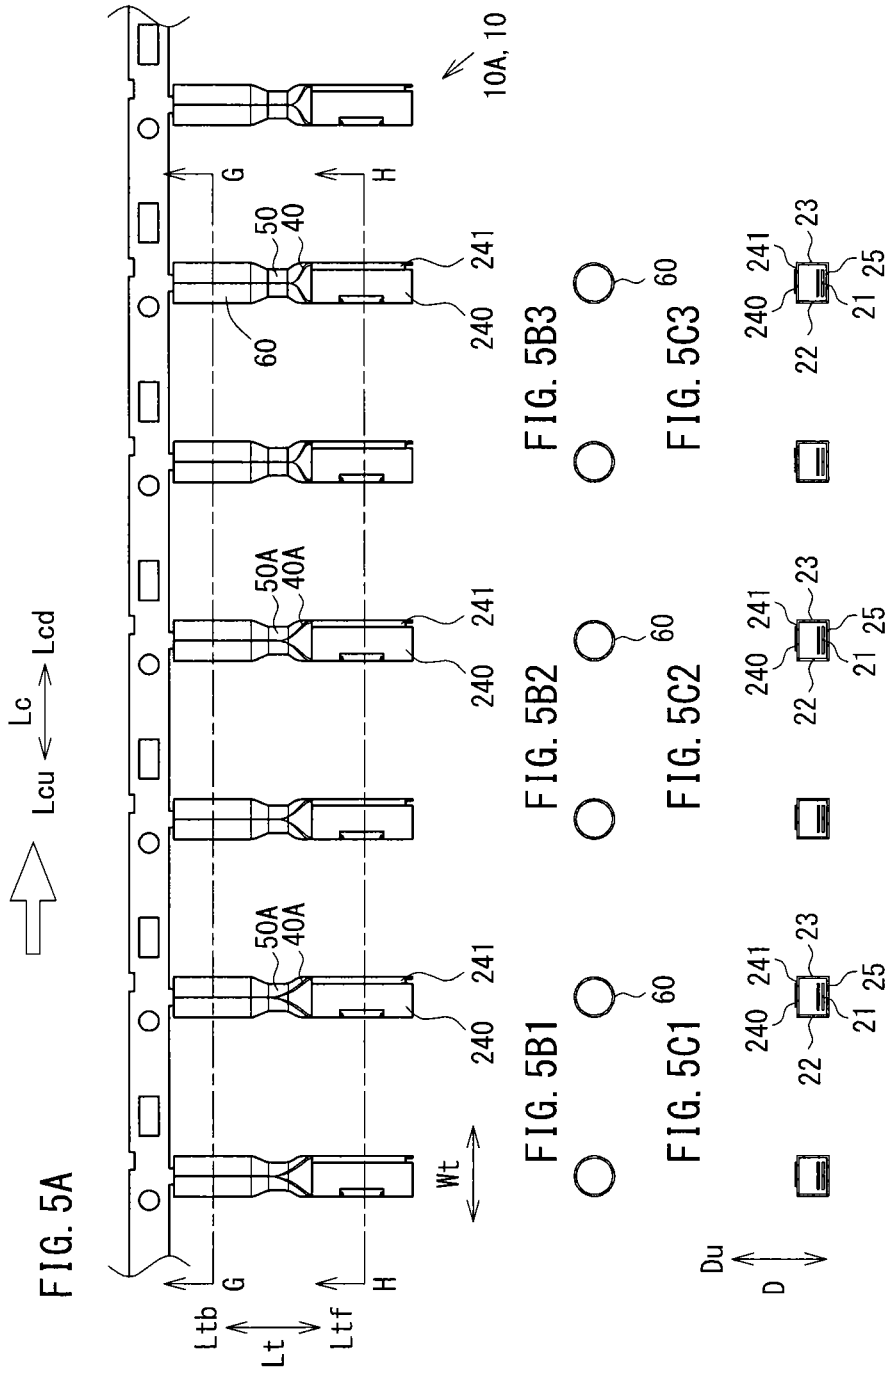 FIG. 5A
Lc
Lcu
Lcd
10A, 10
Ltb
Lt
Ltf
G
G
H
H
50A
40A
241
240
50A
40A
241
240
60
50
40
241
240
Wt
FIG. 5B1
60
FIG. 5B2
60
FIG. 5B3
60
FIG. 5C1
240
241
23
22
21
25
FIG. 5C2
240
241
23
22
21
25
FIG. 5C3
240
241
23
22
21
25
Du
D